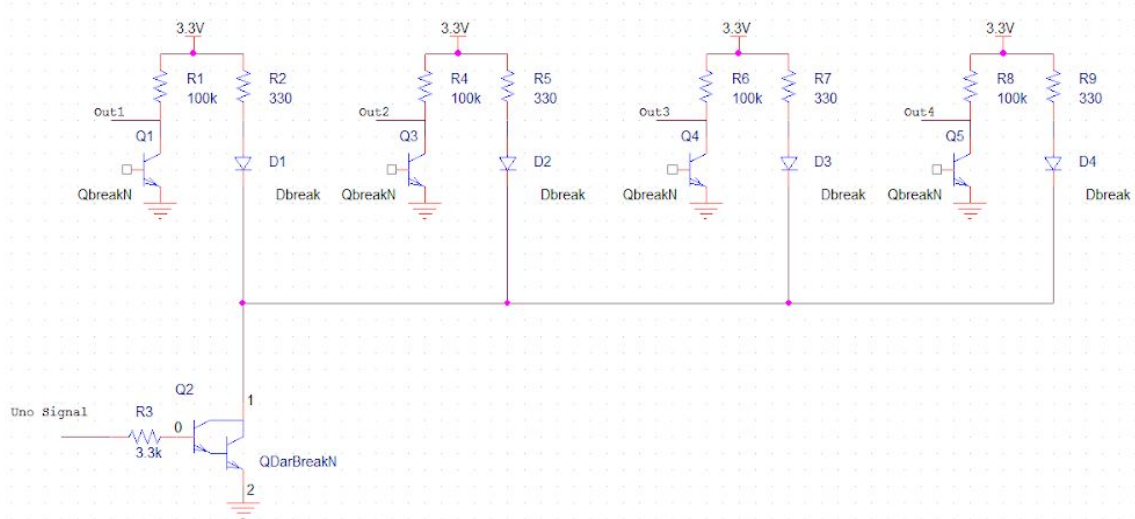 3.3V
3.3V
3.3V
3.3V
R1
R2
R4
R5
R6
R7
R8
R9
100k
330
100k
330
100k
330
100k
330
Out1
Out2
Out3
Out4
Q1
Q3
Q4
Q5
D1
D2
D3
D4
QbreakN
Dbreak
QbreakN
Dbreak
QbreakN
Dbreak
QbreakN
Dbreak
Q2
1
Uno Signal
R3
0
3.3k
QDarBreakN
2